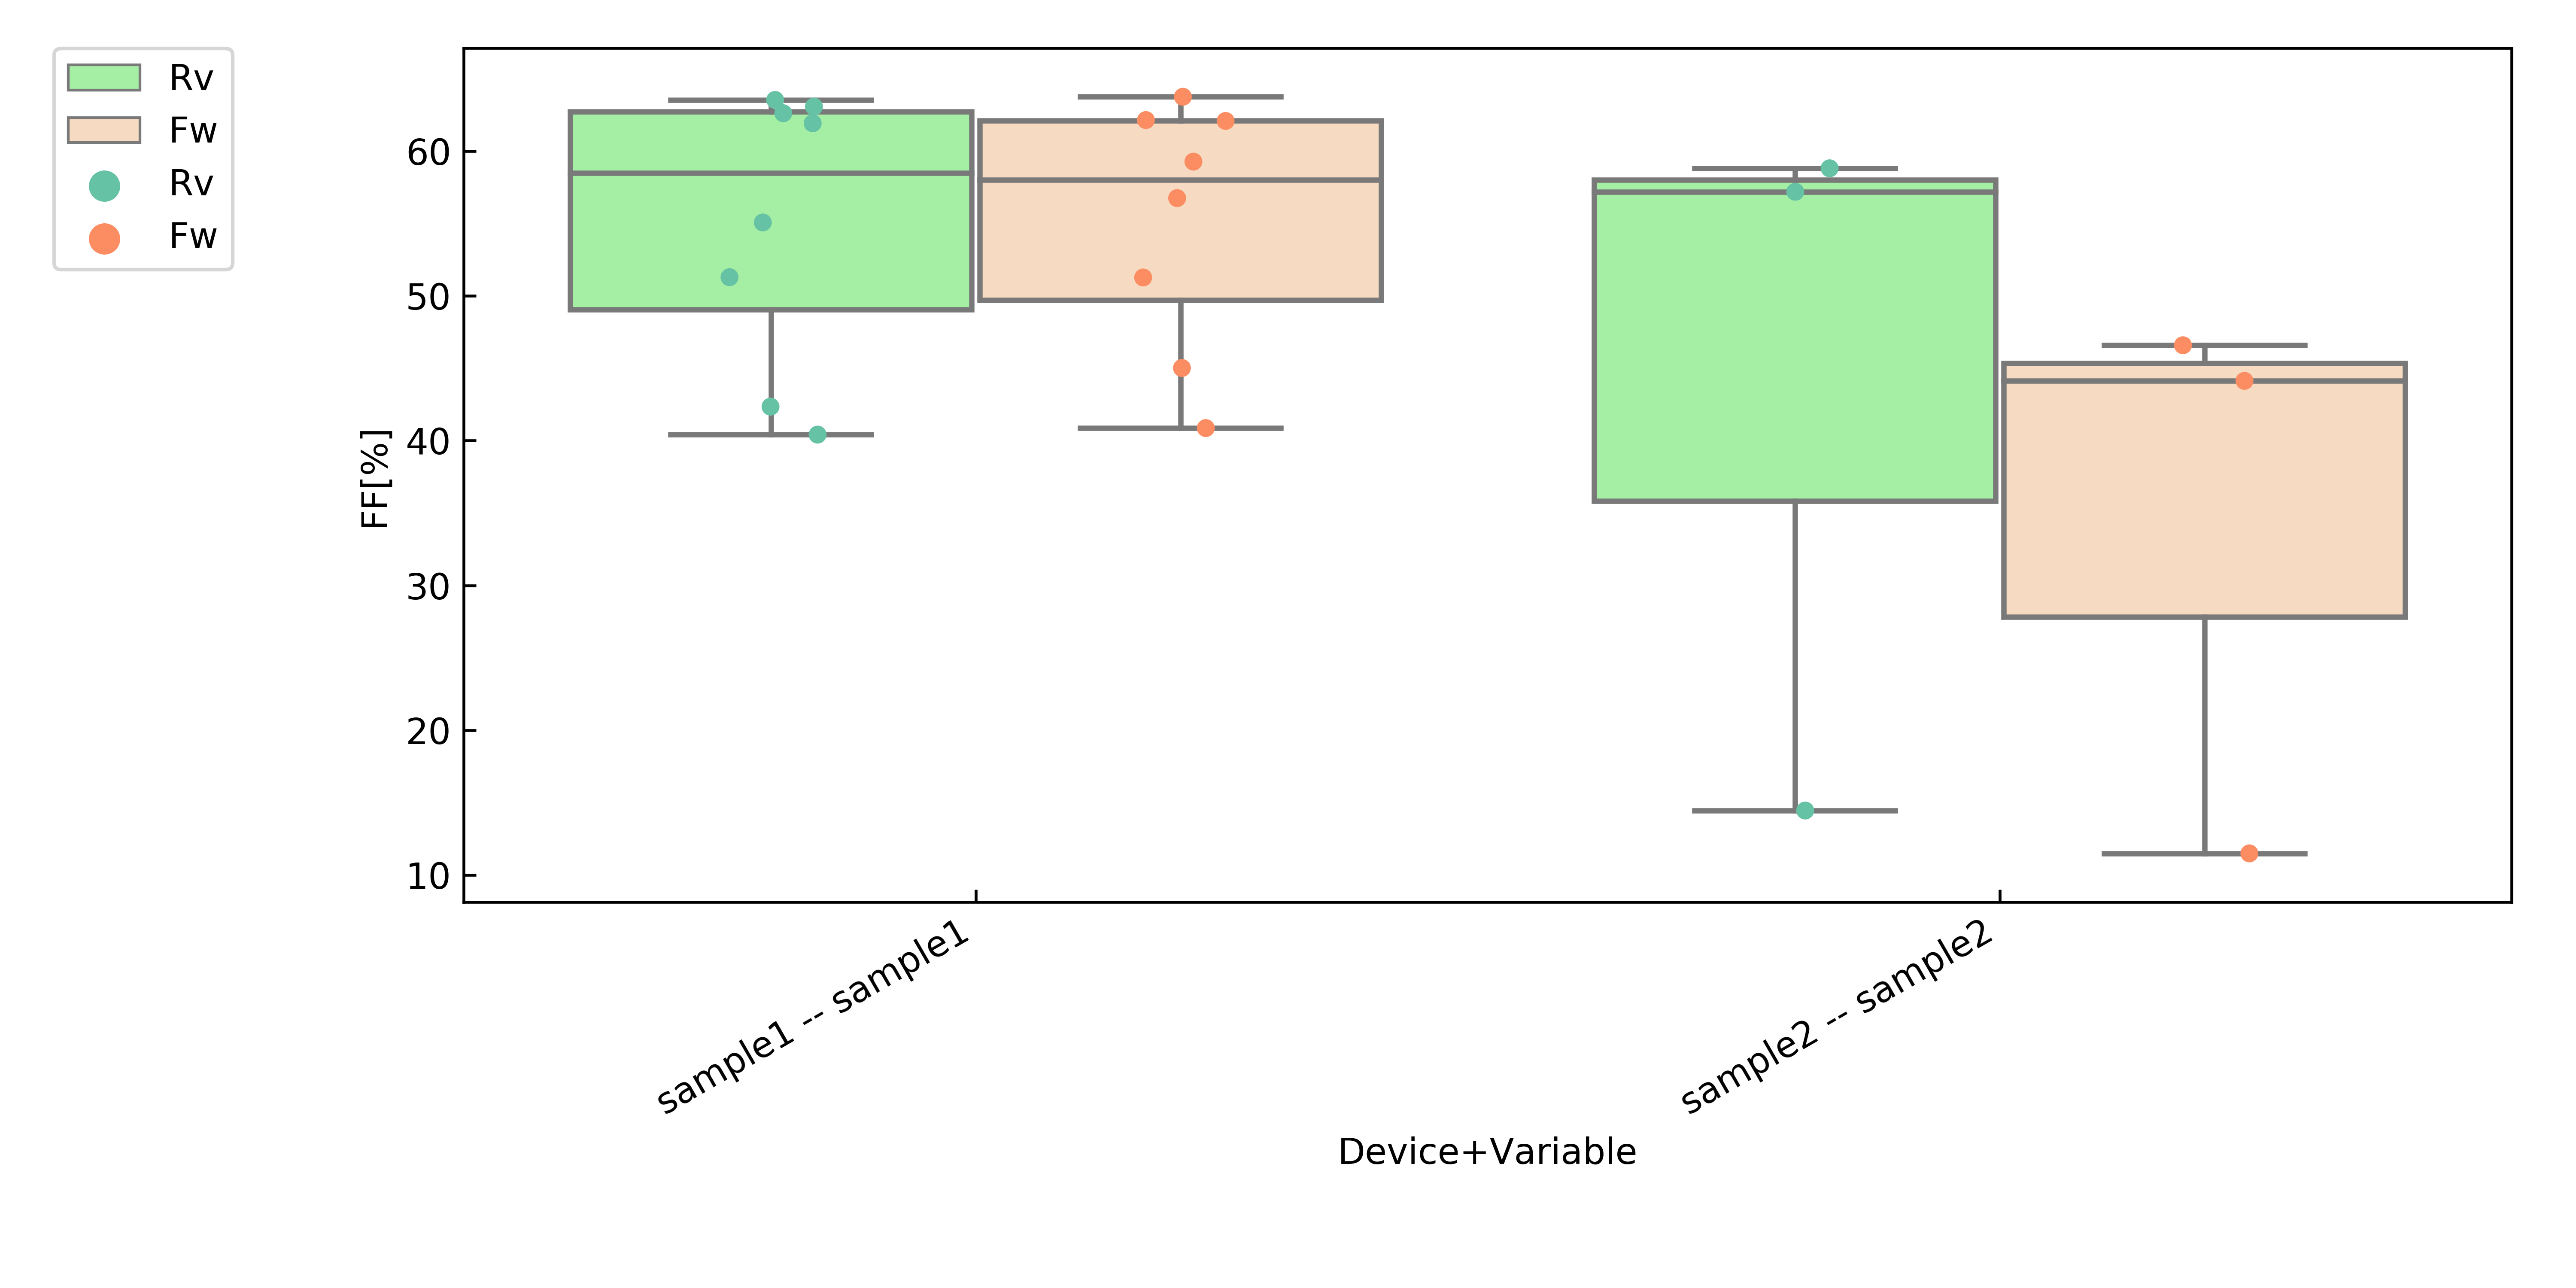 Rv
Fw
Rv
Fw
FF[%]
60
50
40
30
20
10
sample1 -- sample1
sample2 -- sample2
Device+Variable